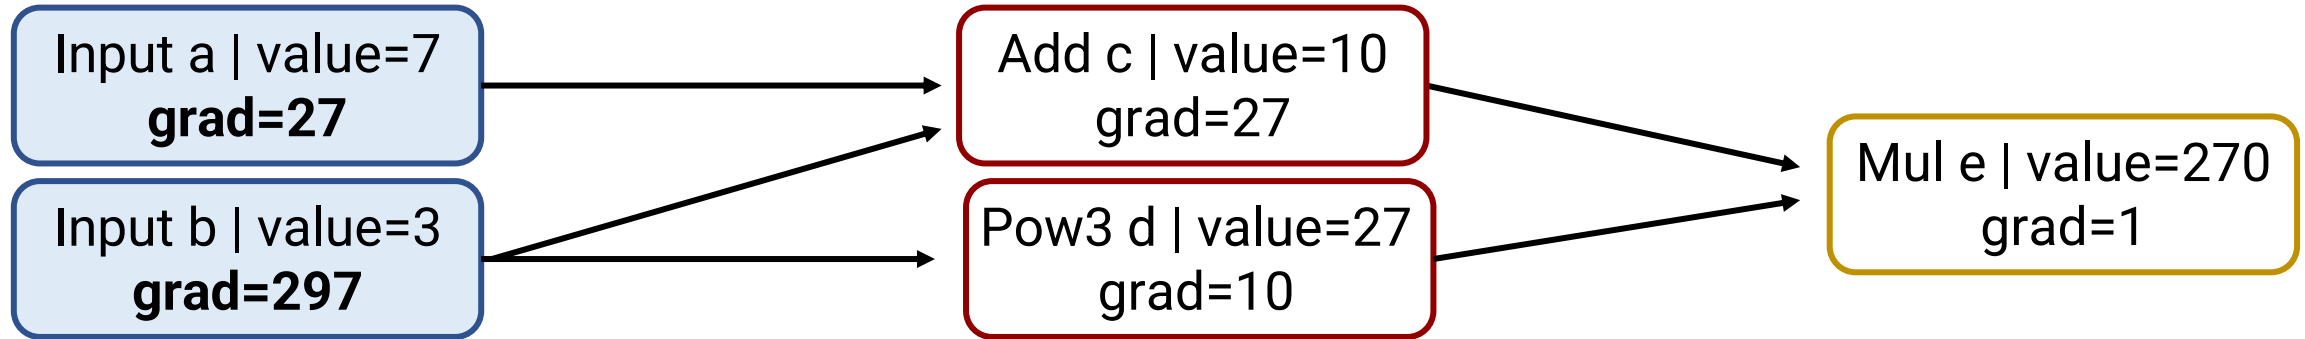 Input a | value=7
grad=27
Input b | value=3
grad=297
Add c | value=10
grad=27
Pow3 d | value=27
grad=10
Mul e | value=270
grad=1